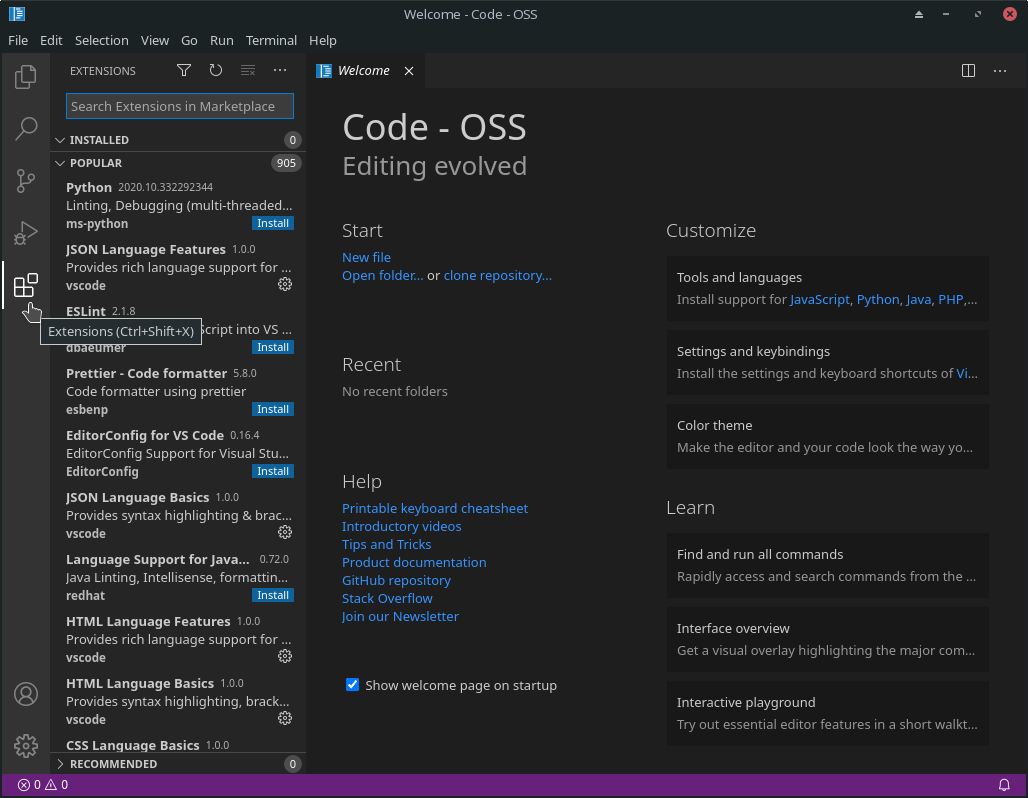 Welcome - Code - OSS
File Edit Selection View Go Run Terminal Help
EXTENSIONS
Search Extensions in Marketplace
INSTALLED 0
POPULAR 905
Python 2020.10.332292344
Linting, Debugging (multi-threaded...
ms-python Install
JSON Language Features 1.0.0
Provides rich language support for ...
vscode
ESLint 2.1.8
Script into VS ...
Extensions (Ctrl+Shift+X)
dbaeumer Install
Prettier - Code formatter 5.8.0
Code formatter using prettier
esbenp Install
EditorConfig for VS Code 0.16.4
EditorConfig Support for Visual Stu...
EditorConfig Install
JSON Language Basics 1.0.0
Provides syntax highlighting & brac...
vscode
Language Support for Java... 0.72.0
Java Linting, Intellisense, formattin...
redhat Install
HTML Language Features 1.0.0
Provides rich language support for ...
vscode
HTML Language Basics 1.0.0
Provides syntax highlighting, brack...
vscode
CSS Language Basics 1.0.0
RECOMMENDED 0
Welcome
Code - OSS
Editing evolved
Start
New file
Open folder... or clone repository...
Recent
No recent folders
Help
Printable keyboard cheatsheet
Introductory videos
Tips and Tricks
Product documentation
GitHub repository
Stack Overflow
Join our Newsletter
Show welcome page on startup
Customize
Tools and languages
Install support for JavaScript, Python, Java, PHP,...
Settings and keybindings
Install the settings and keyboard shortcuts of Vi...
Color theme
Make the editor and your code look the way yo...
Learn
Find and run all commands
Rapidly access and search commands from the ...
Interface overview
Get a visual overlay highlighting the major com...
Interactive playground
Try out essential editor features in a short walkt...
0 0